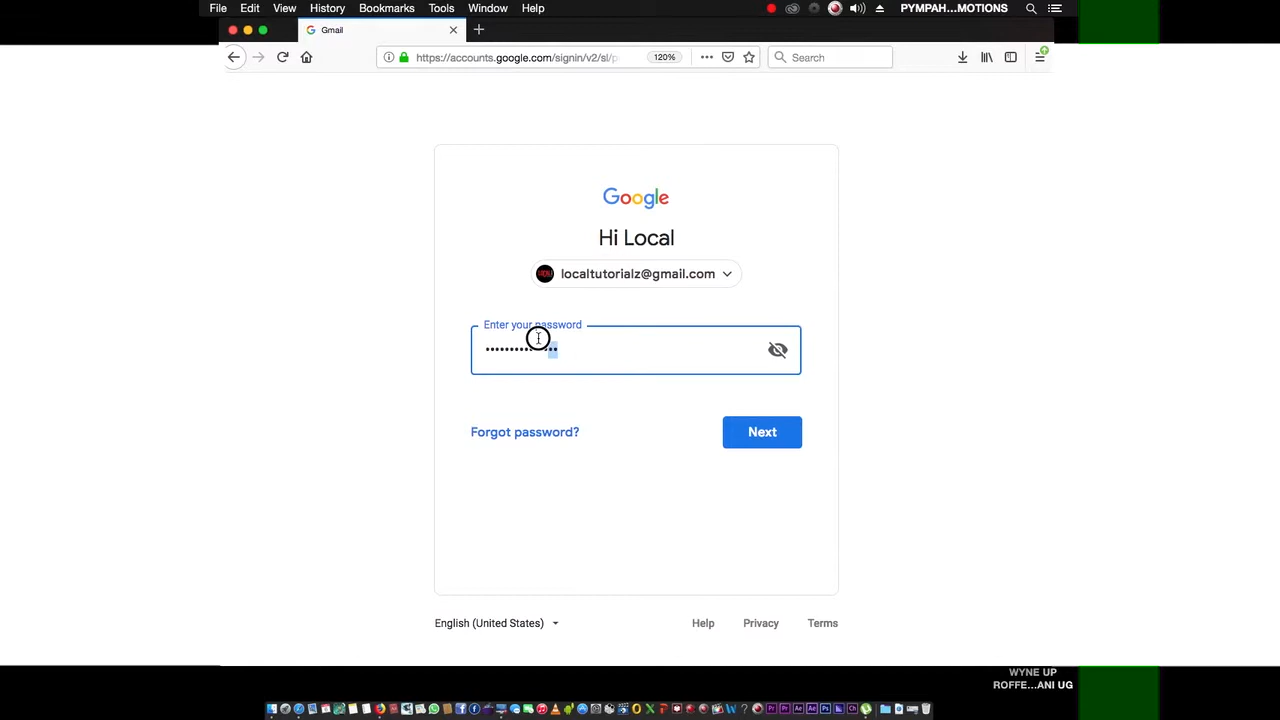 File Edit View History Bookmarks Tools Window Help PYMPAH...MOTIONS
Gmail
https://accounts.google.com/signin/v2/sl/p 120% Search
Google
Hi Local
localtutorialz@gmail.com
Enter your password
Forgot password? Next
English (United States) Help Privacy Terms
WYNE UP
ROFFE...ANI UG